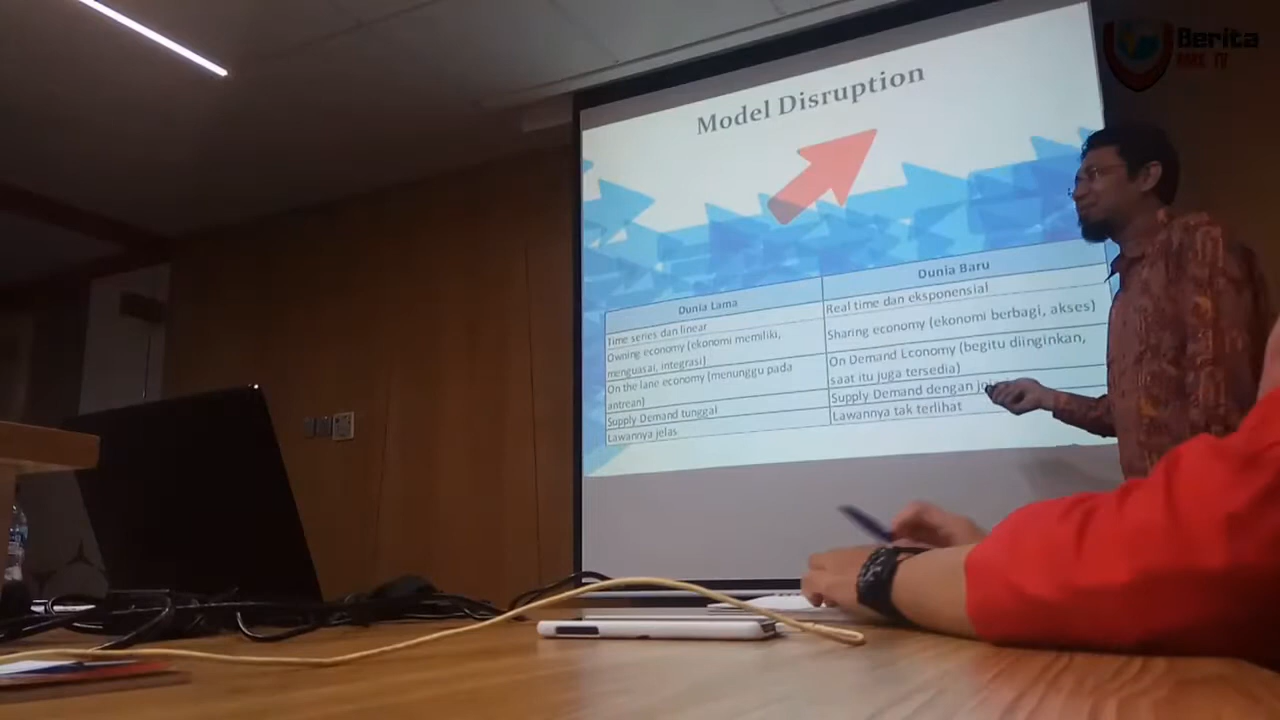 Berita
Model Disruption
Dunia Lama
Dunia Baru
Time series dan linear
Real time dan eksponensial
Owning economy (ekonomi memiliki,
menguasai, integrasi)
Sharing economy (ekonomi berbagi, akses)
On the lane economy (menunggu pada
antrean)
On Demand Economy (begitu diinginkan,
saat itu juga tersedia)
Supply Demand tunggal
Supply Demand dengan
Lawannya jelas
Lawannya tak terlihat